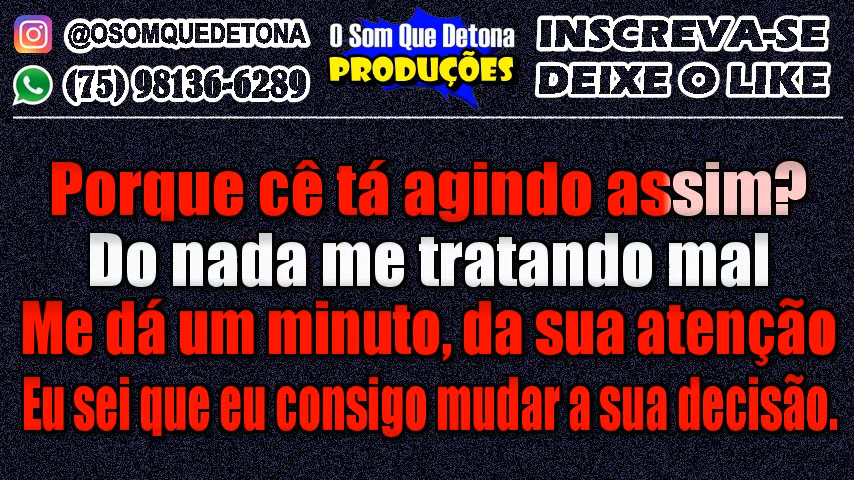 @OSOMQUEDETONA
(75) 98136-6289
O Som Que Detona
PRODUÇÕES
INSCREVA-SE
DEIXE O LIKE
Porque cê tá agindo assim?
Do nada me tratando mal
Me dá um minuto, da sua atenção
Eu sei que eu consigo mudar a sua decisão.